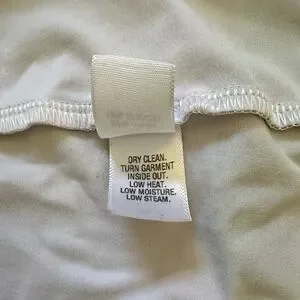 DRY CLEAN.
TURN GARMENT
INSIDE OUT.
LOW HEAT.
LOW MOISTURE.
LOW STEAM.